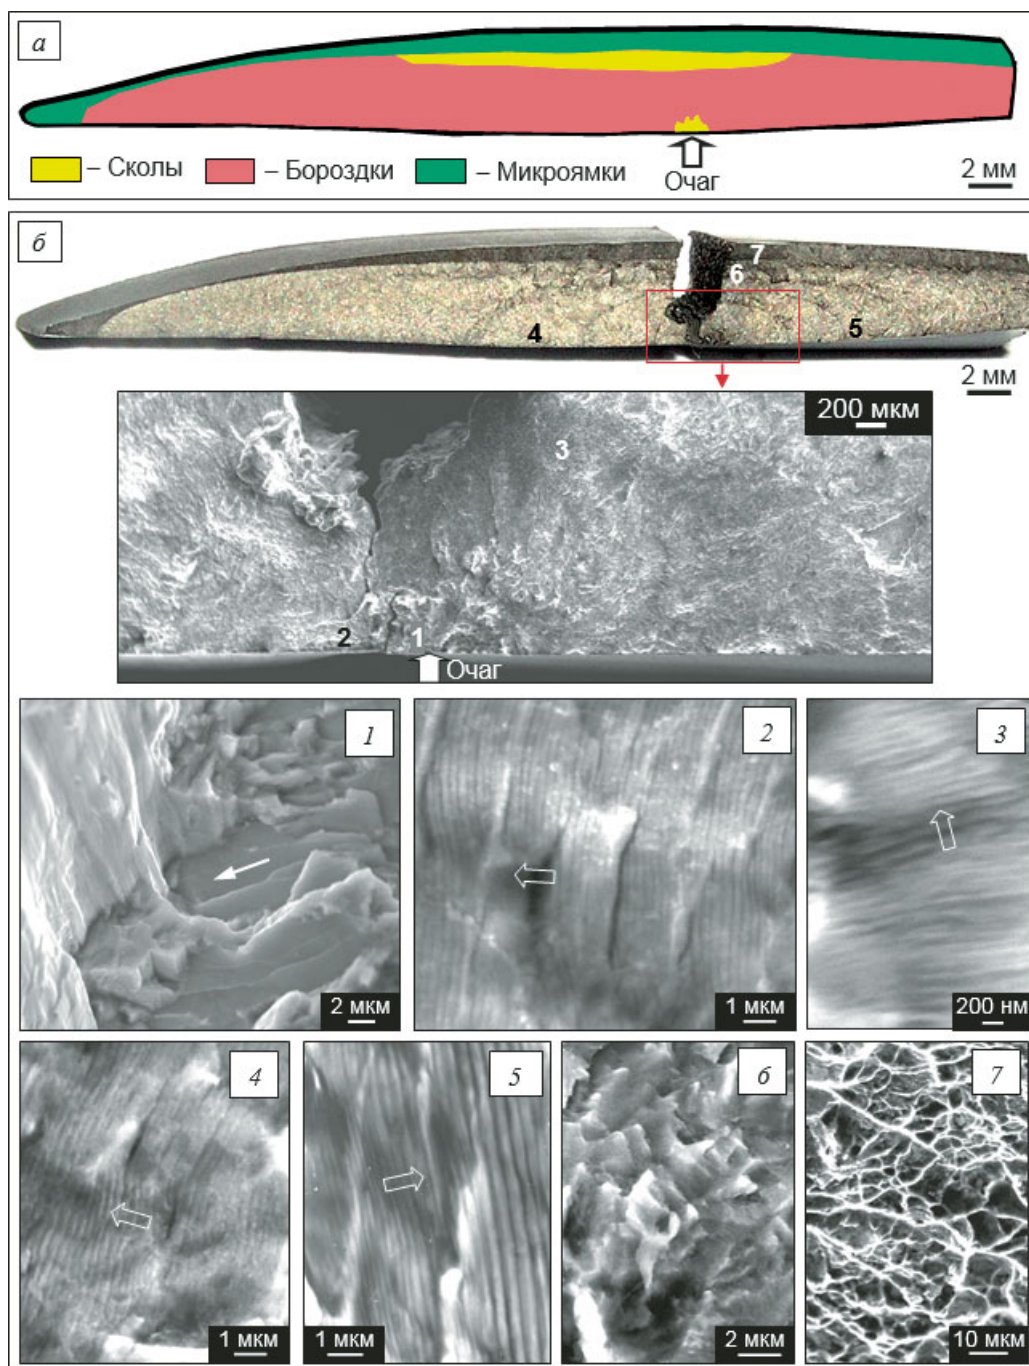 а
– Сколы – Бороздки – Микроямки Очаг 2 мм
б
7
6
4 5
2 мм
200 мкм
3
2 1
Очаг
1 2 3
2 мкм 1 мкм 200 нм
4 5 6 7
1 мкм 1 мкм 2 мкм 10 мкм